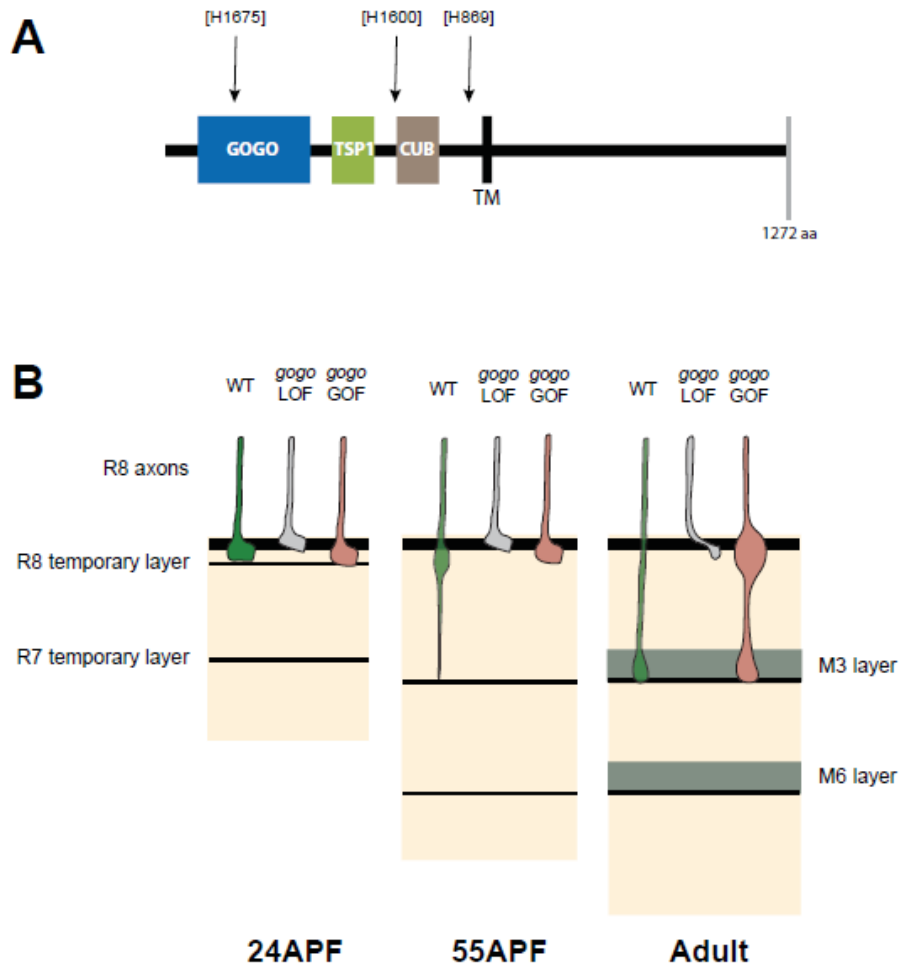 A
[H1675] [H1600] [H869]
GOGO TSP1 CUB
TM
1272 aa
B
WT gogo LOF gogo GOF WT gogo LOF gogo GOF WT gogo LOF gogo GOF
R8 axons
R8 temporary layer
R7 temporary layer
M3 layer
M6 layer
24APF 55APF Adult